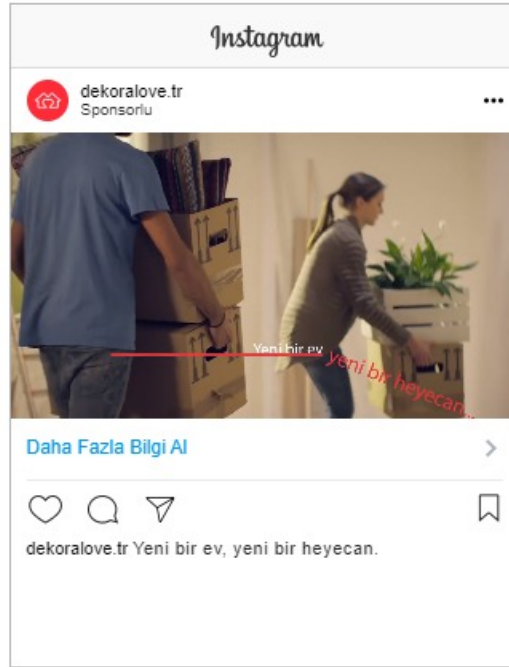 Instagram
dekoralove.tr
Sponsorlu
Yeni bir ev
yeni bir heyecan...
Daha Fazla Bilgi Al
dekoralove.tr Yeni bir ev, yeni bir heyecan.